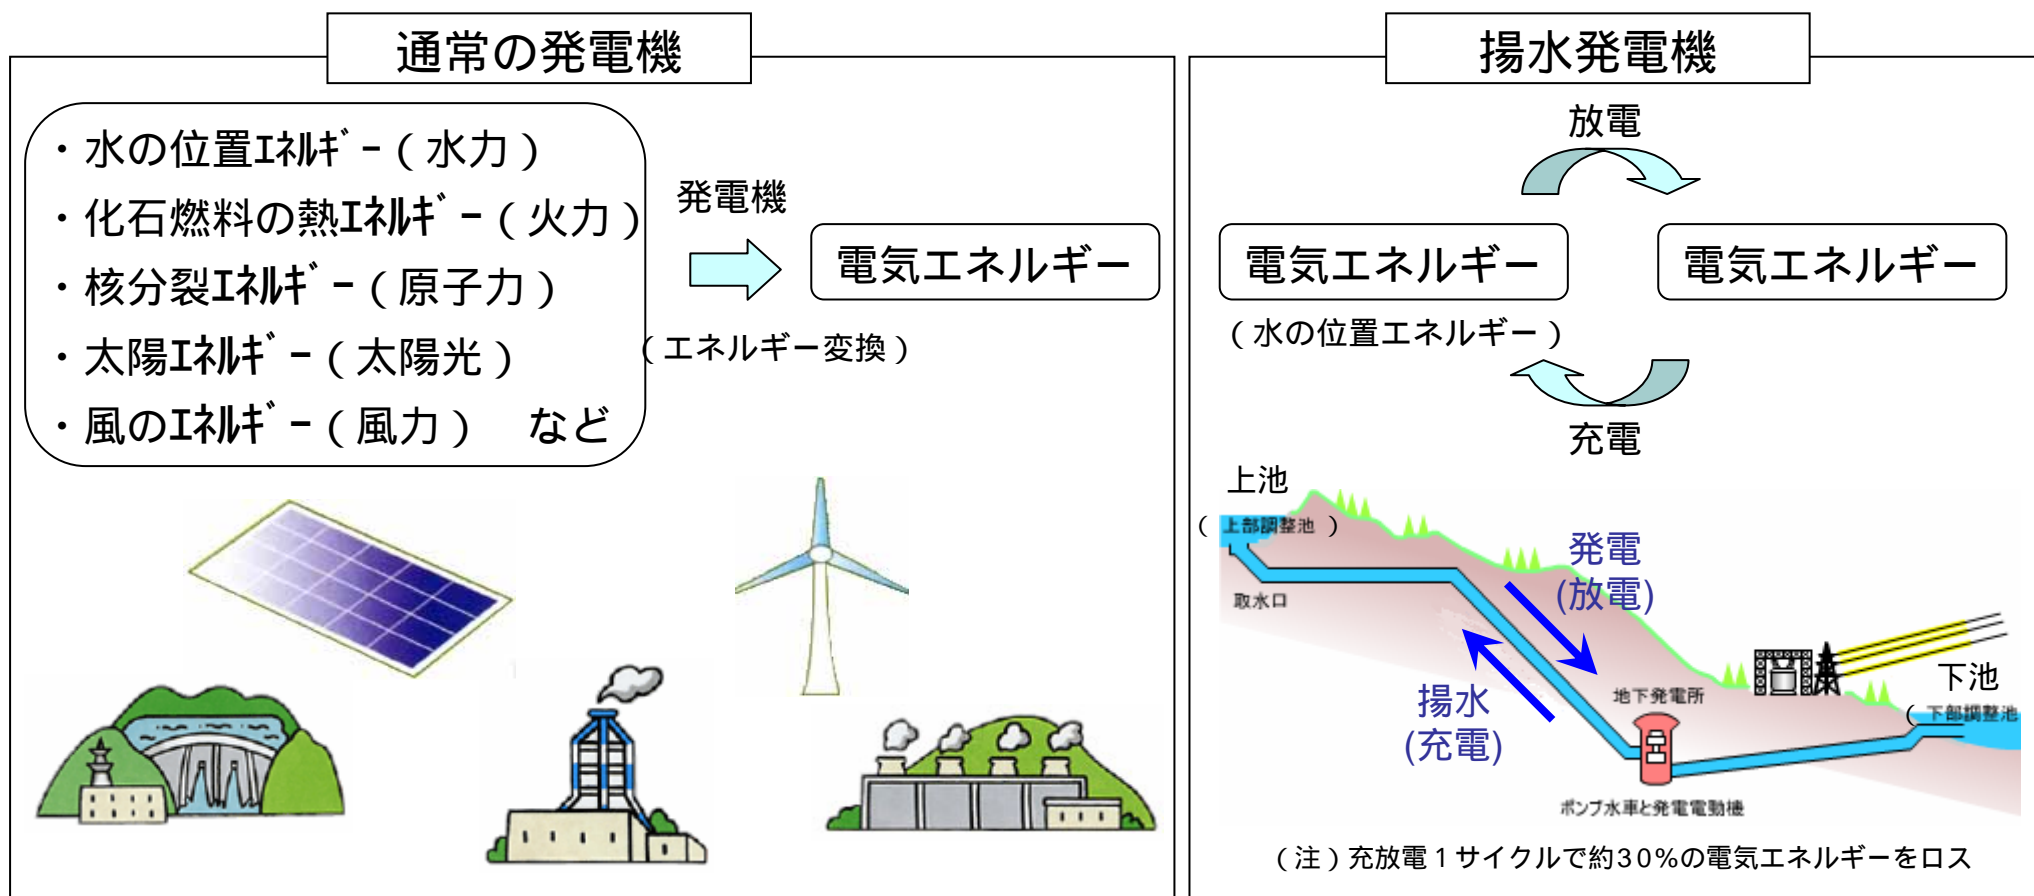 通常の発電機
・水の位置ｴﾈﾙｷﾞｰ(水力)
・化石燃料の熱ｴﾈﾙｷﾞｰ(火力)
・核分裂ｴﾈﾙｷﾞｰ(原子力)
・太陽ｴﾈﾙｷﾞｰ(太陽光)
・風のｴﾈﾙｷﾞｰ(風力)　など
発電機
(エネルギー変換)
電気エネルギー
揚水発電機
放電
電気エネルギー
(水の位置エネルギー)
電気エネルギー
充電
上池
(上部調整池)
取水口
発電
(放電)
揚水
(充電)
地下発電所
下池
(下部調整池
ポンプ水車と発電電動機
(注)充放電1サイクルで約30%の電気エネルギーをロス